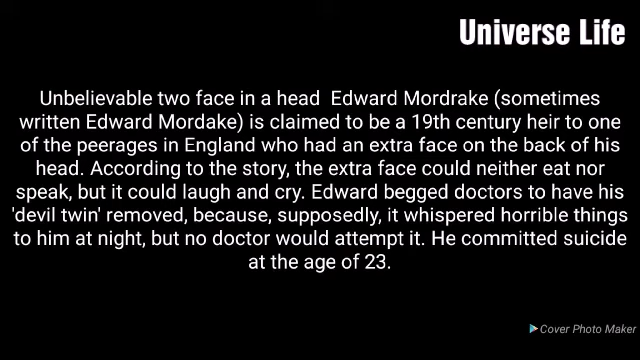 Universe Life
Unbelievable two face in a head  Edward Mordrake (sometimes
written Edward Mordake) is claimed to be a 19th century heir to one
of the peerages in England who had an extra face on the back of his
head. According to the story, the extra face could neither eat nor
speak, but it could laugh and cry. Edward begged doctors to have his
'devil twin' removed, because, supposedly, it whispered horrible things
to him at night, but no doctor would attempt it. He committed suicide
at the age of 23.
Cover Photo Maker